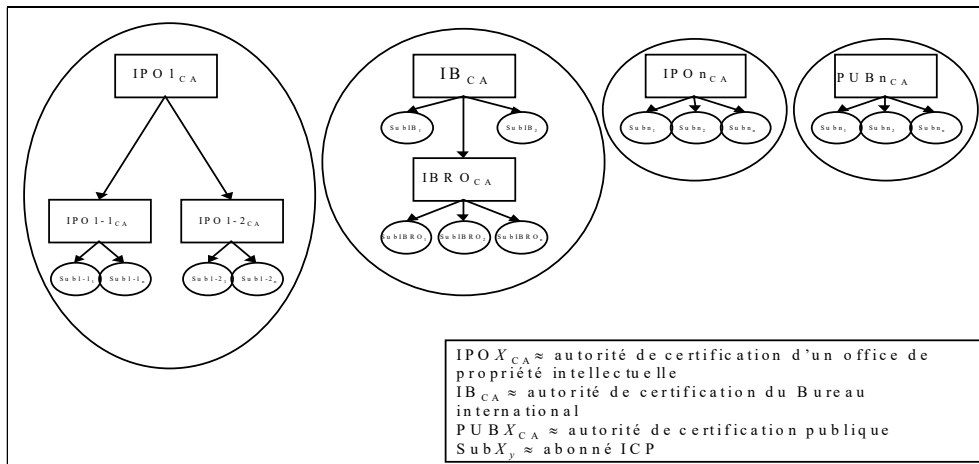 IPO1CA
IBCA
IPOnCA
PUBnCA
SubIB1
SubIB2
Subn1
Subn2
Subnn
Subn1
Subn2
Subnn
IBROCA
IPO1-1CA
IPO1-2CA
SubIBRO1
SubIBRO2
SubIBROn
Sub1-11
Sub1-1n
Sub1-21
Sub1-2n
IPOXCA ≈ autorité de certification d'un office de
propriété intellectuelle
IBCA ≈ autorité de certification du Bureau
international
PUBXCA ≈ autorité de certification publique
SubXy ≈ abonné ICP